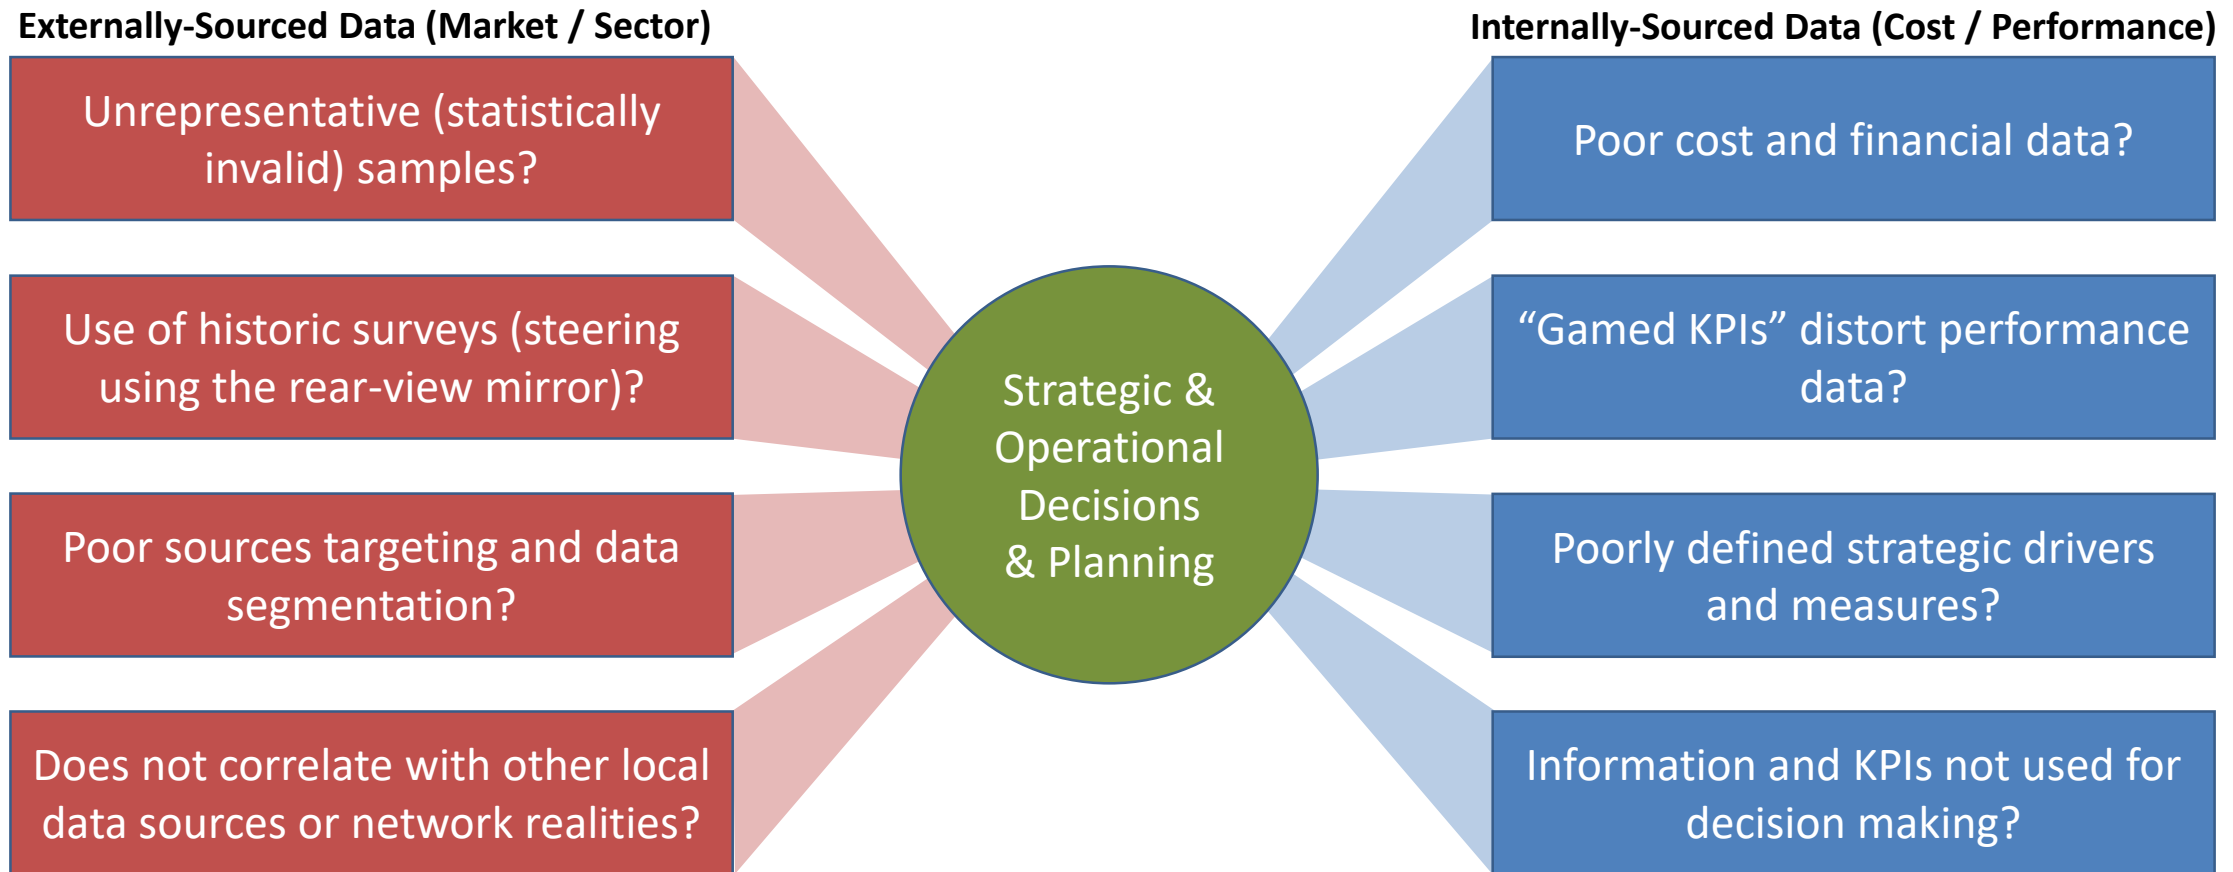 Externally-Sourced Data (Market / Sector)
Unrepresentative (statistically
invalid) samples?
Use of historic surveys (steering
using the rear-view mirror)?
Poor sources targeting and data
segmentation?
Does not correlate with other local
data sources or network realities?
Strategic &
Operational
Decisions
& Planning
Internally-Sourced Data (Cost / Performance)
Poor cost and financial data?
“Gamed KPIs” distort performance
data?
Poorly defined strategic drivers
and measures?
Information and KPIs not used for
decision making?